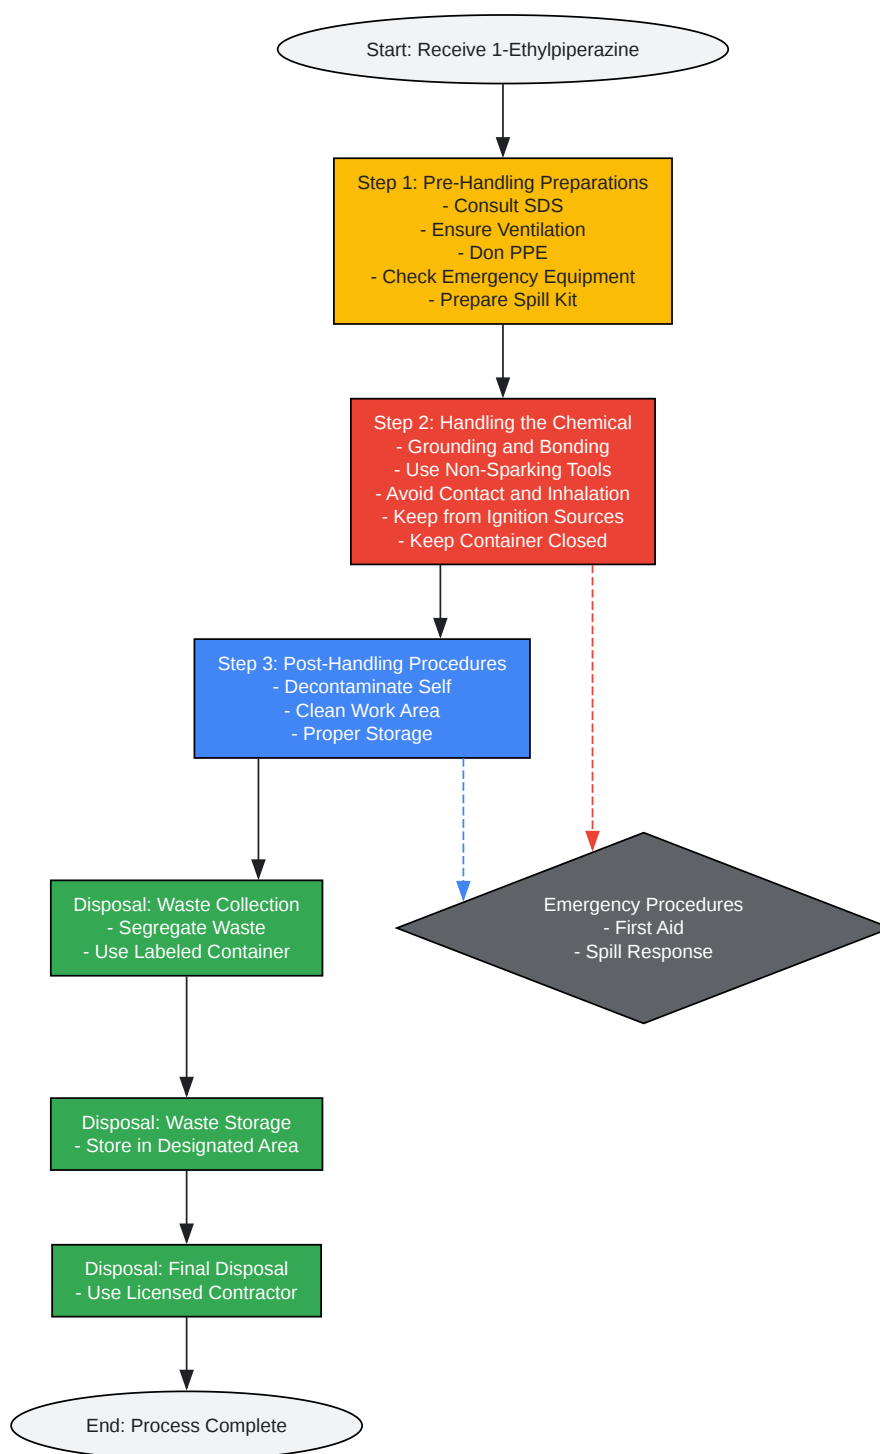 Start: Receive 1-Ethylpiperazine
Step 1: Pre-Handling Preparations
- Consult SDS
- Ensure Ventilation
- Don PPE
- Check Emergency Equipment
- Prepare Spill Kit
Step 2: Handling the Chemical
- Grounding and Bonding
- Use Non-Sparking Tools
- Avoid Contact and Inhalation
- Keep from Ignition Sources
- Keep Container Closed
Step 3: Post-Handling Procedures
- Decontaminate Self
- Clean Work Area
- Proper Storage
Disposal: Waste Collection
- Segregate Waste
- Use Labeled Container
Emergency Procedures
- First Aid
- Spill Response
Disposal: Waste Storage
- Store in Designated Area
Disposal: Final Disposal
- Use Licensed Contractor
End: Process Complete